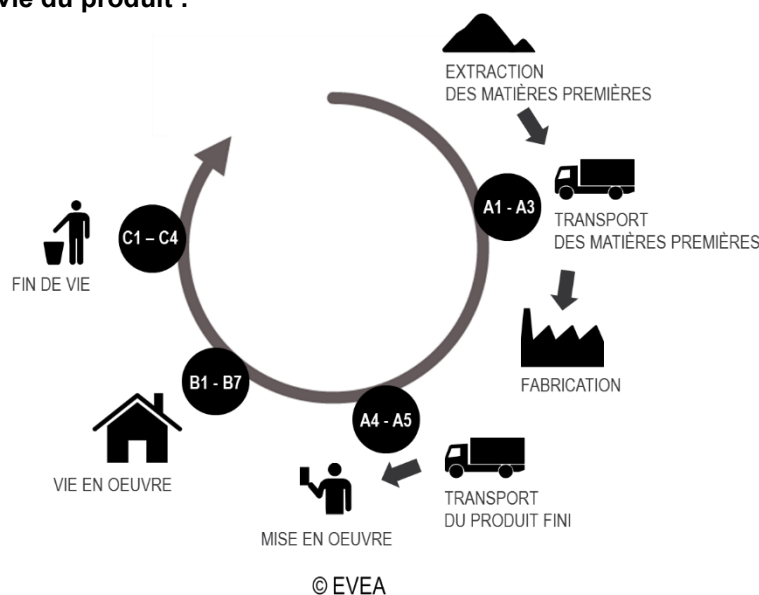 vie du produit :
EXTRACTION
DES MATIÈRES PREMIÈRES
A1 - A3
TRANSPORT
DES MATIÈRES PREMIÈRES
FABRICATION
A4 - A5
TRANSPORT
DU PRODUIT FINI
MISE EN OEUVRE
B1 - B7
VIE EN OEUVRE
C1 – C4
FIN DE VIE
© EVEA